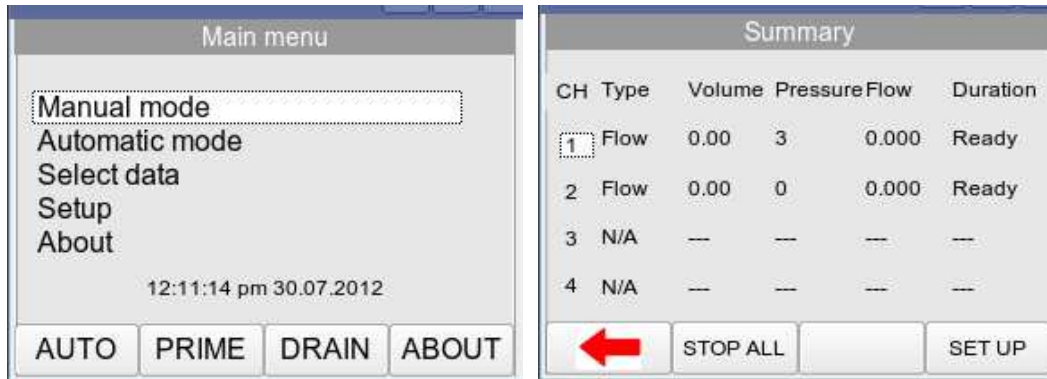 Main menu
Manual mode
Automatic mode
Select data
Setup
About
12:11:14 pm 30.07.2012
AUTO PRIME DRAIN ABOUT
Summary
CH Type Volume Pressure Flow Duration
1 Flow 0.00 3 0.000 Ready
2 Flow 0.00 0 0.000 Ready
3 N/A --- --- --- ---
4 N/A --- --- --- ---
STOP ALL SET UP